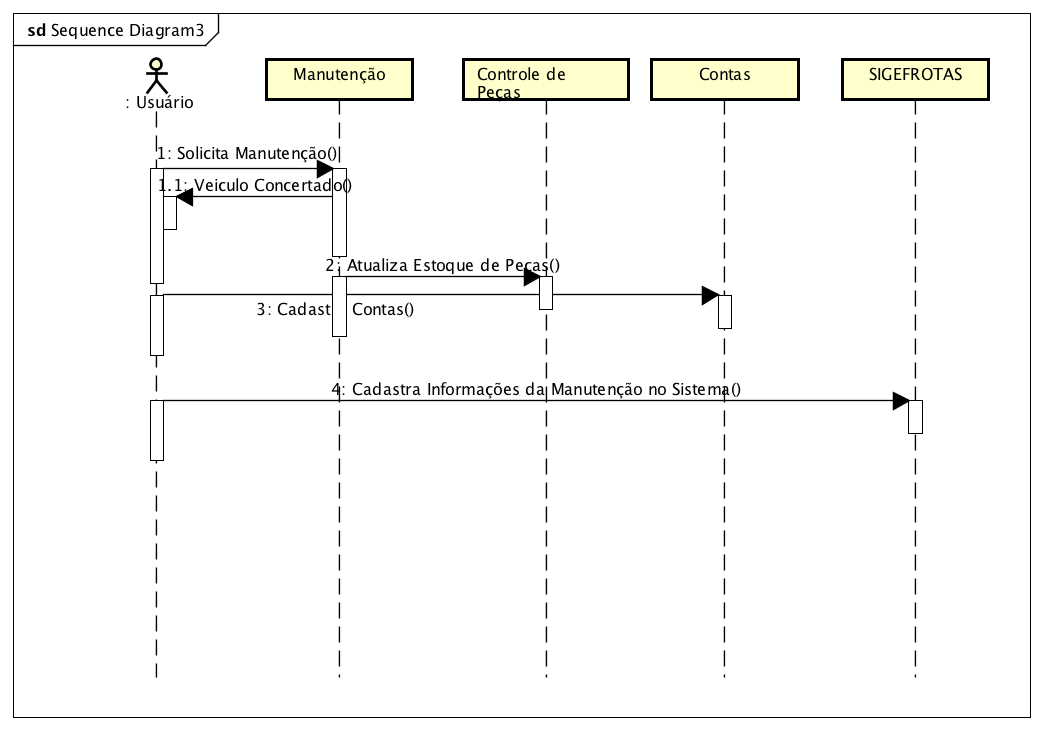 sd Sequence Diagram3
: Usuário
Manutenção
Controle de
Peças
Contas
SIGEFROTAS
1: Solicita Manutenção()
1.1: Veiculo Concertado()
2: Atualiza Estoque de Peças()
3: Cadast Contas()
4: Cadastra Informações da Manutenção no Sistema()